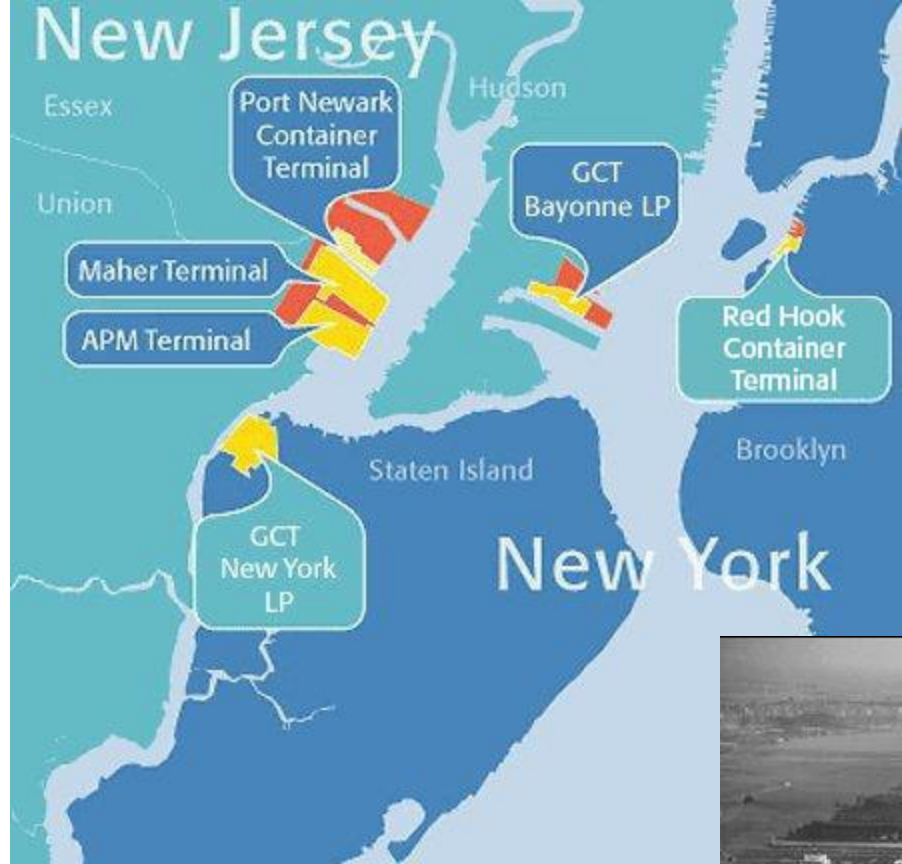 New Jersey
Essex
Hudson
Port Newark
Container
Terminal
GCT
Bayonne LP
Union
Maher Terminal
APM Terminal
Red Hook
Container
Terminal
Brooklyn
Staten Island
GCT
New York
LP
New York